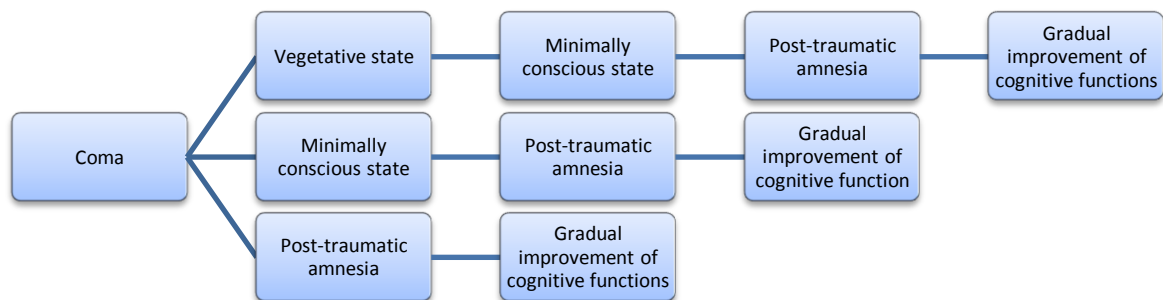 Vegetative state
Minimally
conscious state
Post-traumatic
amnesia
Gradual
improvement of
cognitive functions
Coma
Minimally
conscious state
Post-traumatic
amnesia
Gradual
improvement of
cognitive function
Post-traumatic
amnesia
Gradual
improvement of
cognitive functions